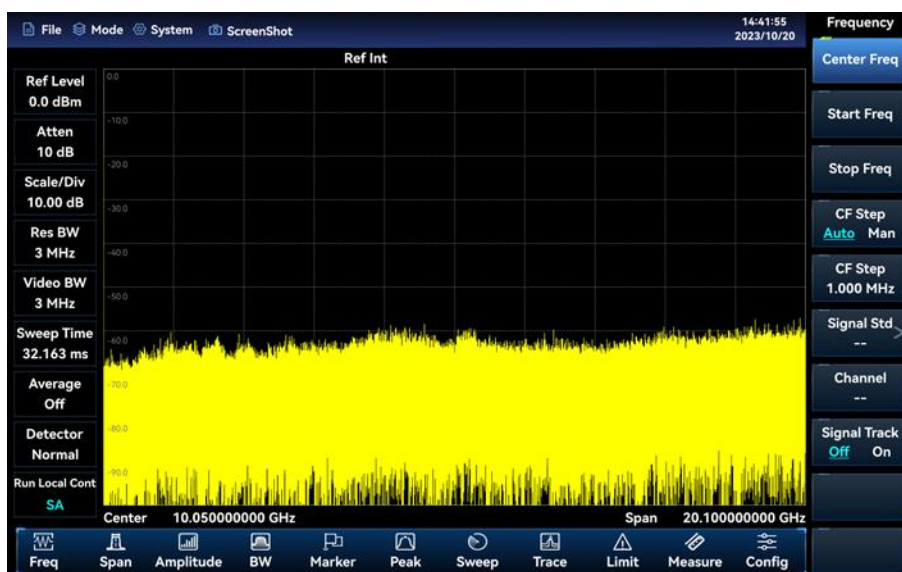 File Mode System ScreenShot
14:41:55
2023/10/20
Frequency
Ref Int
Ref Level
0.0 dBm
Atten
10 dB
Scale/Div
10.00 dB
Res BW
3 MHz
Video BW
3 MHz
Sweep Time
32.163 ms
Average
Off
Detector
Normal
Run Local Cont
SA
0.0
-10.0
-20.0
-30.0
-40.0
-50.0
-60.0
-70.0
-80.0
-90.0
Center 10.050000000 GHz
Span 20.100000000 GHz
Center Freq
Start Freq
Stop Freq
CF Step
Auto Man
CF Step
1.000 MHz
Signal Std
--
Channel
--
Signal Track
Off On
Freq Span Amplitude BW Marker Peak Sweep Trace Limit Measure Config